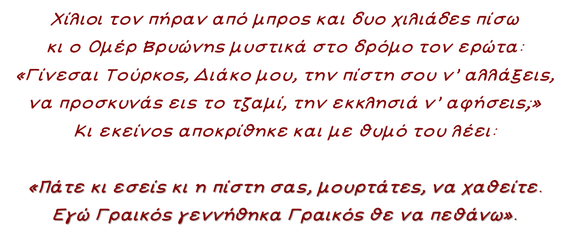 Χίλιοι τον πήραν από μπρος και δυο χιλιάδες πίσω
κι ο Ομέρ Βρυώνης μυστικά στο δρόμο τον ερώτα:
«Γίνεσαι Τούρκος, Διάκο μου, την πίστη σου ν' αλλάξεις,
να προσκυνάς εις το τζαμί, την εκκλησιά ν' αφήσεις;»
Κι εκείνος αποκρίθηκε και με θυμό του λέει:
«Πάτε κι εσείς κι η πίστη σας, μουρτάτες, να χαθείτε.
Εγώ Γραικός γεννήθηκα Γραικός θε να πεθάνω».